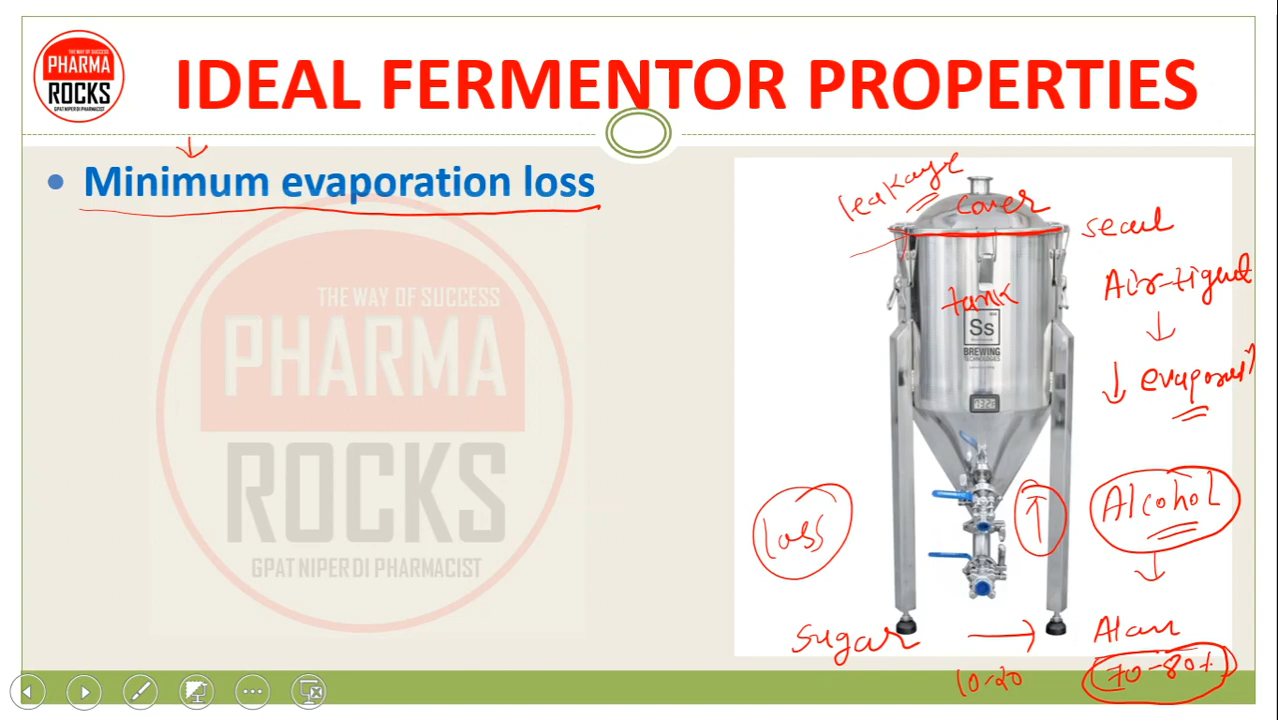 THE WAY OF SUCCESS
PHARMA
ROCKS
GPAT NIPER DI PHARMACIST
IDEAL FERMENTOR PROPERTIES
• Minimum evaporation loss
THE WAY OF SUCCESS
PHARMA
ROCKS
GPAT NIPER DI PHARMACIST
leakage
cover
seal
Air-tight
tank
Ss
BREWING
TECHNOLOGIES
↓
↓ evaporatn
loss
↑
Alcohol
↓
Sugar →
10-20
70-80%